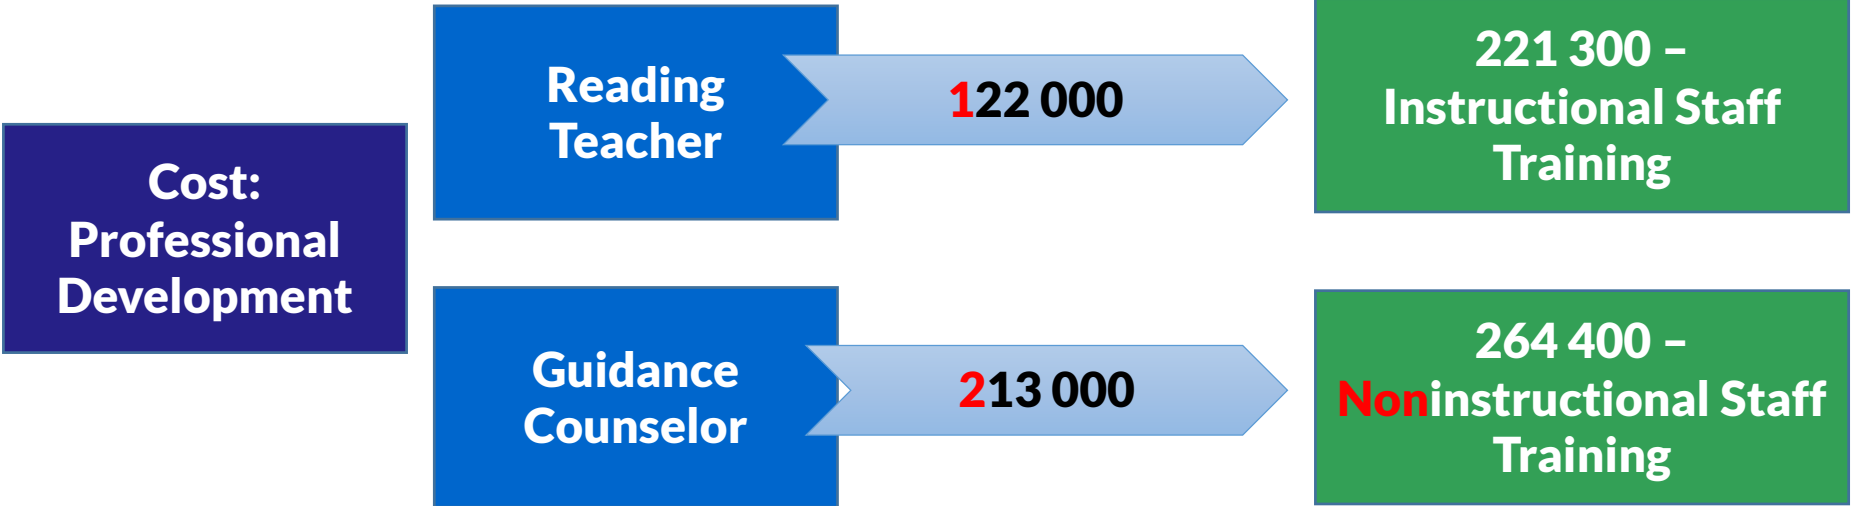 Cost:
Professional
Development
Reading
Teacher
122 000
221 300 –
Instructional Staff
Training
Guidance
Counselor
213 000
264 400 –
Noninstructional Staff
Training